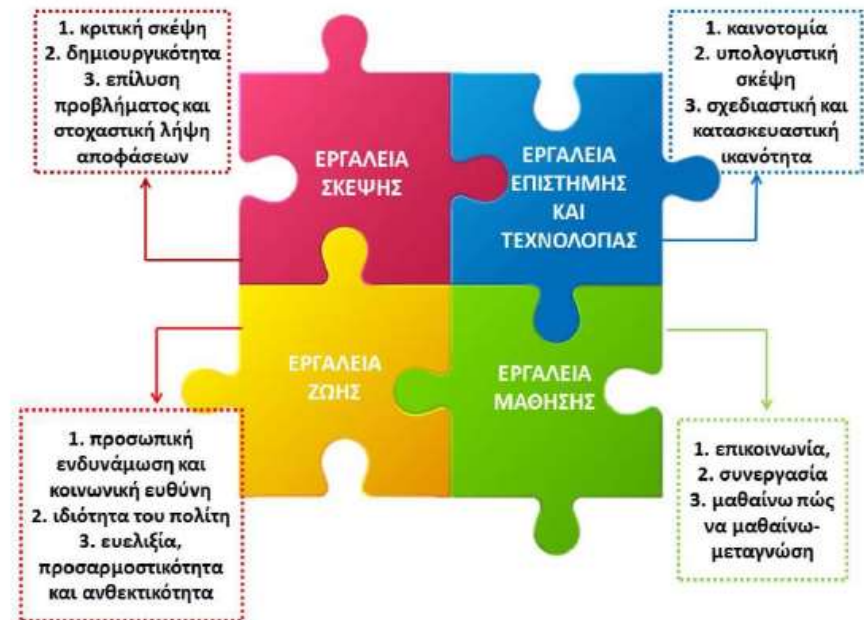 1. κριτική σκέψη
2. δημιουργικότητα
3. επίλυση
προβλήματος και
στοχαστική λήψη
αποφάσεων
ΕΡΓΑΛΕΙΑ
ΣΚΕΨΗΣ
ΕΡΓΑΛΕΙΑ
ΕΠΙΣΤΗΜΗΣ
ΚΑΙ
ΤΕΧΝΟΛΟΓΙΑΣ
1. καινοτομία
2. υπολογιστική
σκέψη
3. σχεδιαστική και
κατασκευαστική
ικανότητα
ΕΡΓΑΛΕΙΑ
ΖΩΗΣ
ΕΡΓΑΛΕΙΑ
ΜΑΘΗΣΗΣ
1. προσωπική
ενδυνάμωση και
κοινωνική ευθύνη
2. ιδιότητα του πολίτη
3. ευελιξία,
προσαρμοστικότητα
και ανθεκτικότητα
1. επικοινωνία,
2. συνεργασία
3. μαθαίνω πώς
να μαθαίνω-
μεταγνώση